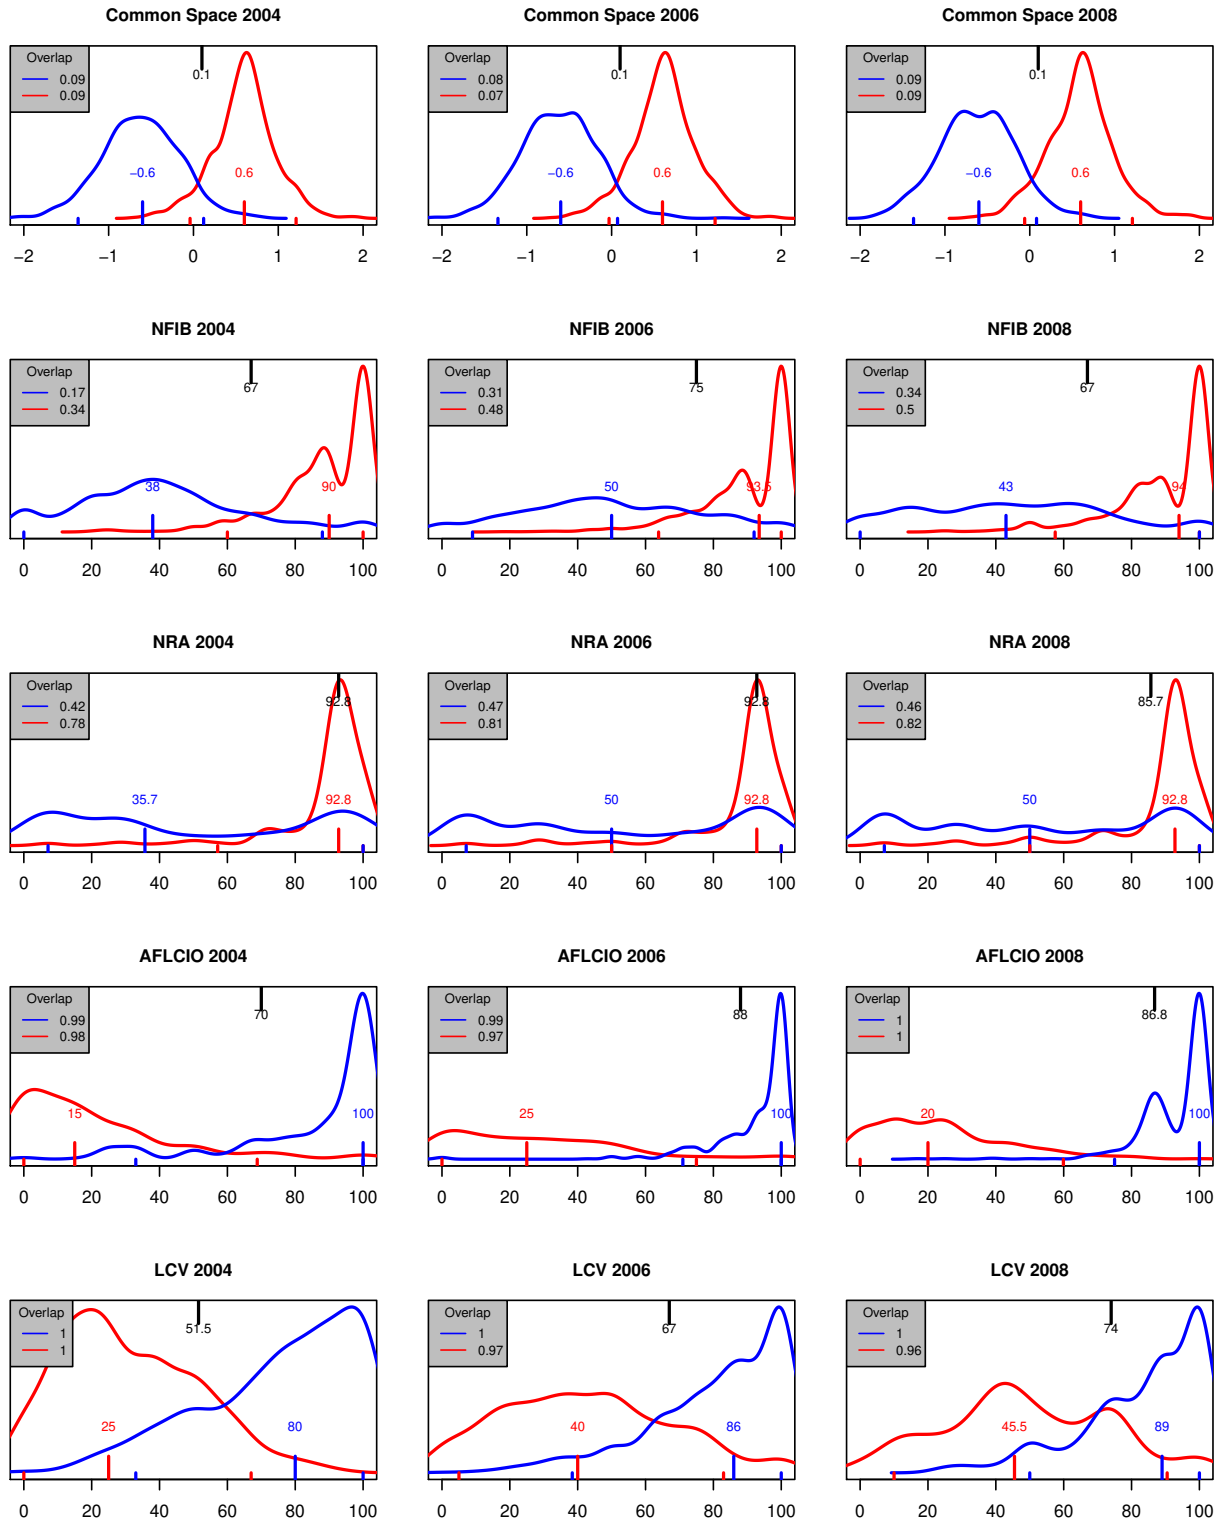 Common Space 2004
Overlap
0.09
0.09
0.1
−0.6
0.6
−2 −1 0 1 2
Common Space 2006
Overlap
0.08
0.07
0.1
−0.6
0.6
−2 −1 0 1 2
Common Space 2008
Overlap
0.09
0.09
0.1
−0.6
0.6
−2 −1 0 1 2
NFIB 2004
Overlap
0.17
0.34
67
38
90
0 20 40 60 80 100
NFIB 2006
Overlap
0.31
0.48
75
50
93.5
0 20 40 60 80 100
NFIB 2008
Overlap
0.34
0.5
67
43
94
0 20 40 60 80 100
NRA 2004
Overlap
0.42
0.78
92.8
35.7
92.8
0 20 40 60 80 100
NRA 2006
Overlap
0.47
0.81
92.8
50
92.8
0 20 40 60 80 100
NRA 2008
Overlap
0.46
0.82
85.7
50
92.8
0 20 40 60 80 100
AFLCIO 2004
Overlap
0.99
0.98
70
15
100
0 20 40 60 80 100
AFLCIO 2006
Overlap
0.99
0.97
88
25
100
0 20 40 60 80 100
AFLCIO 2008
Overlap
1
1
86.8
20
100
0 20 40 60 80 100
LCV 2004
Overlap
1
1
51.5
25
80
0 20 40 60 80 100
LCV 2006
Overlap
1
0.97
67
40
86
0 20 40 60 80 100
LCV 2008
Overlap
1
0.96
74
45.5
89
0 20 40 60 80 100